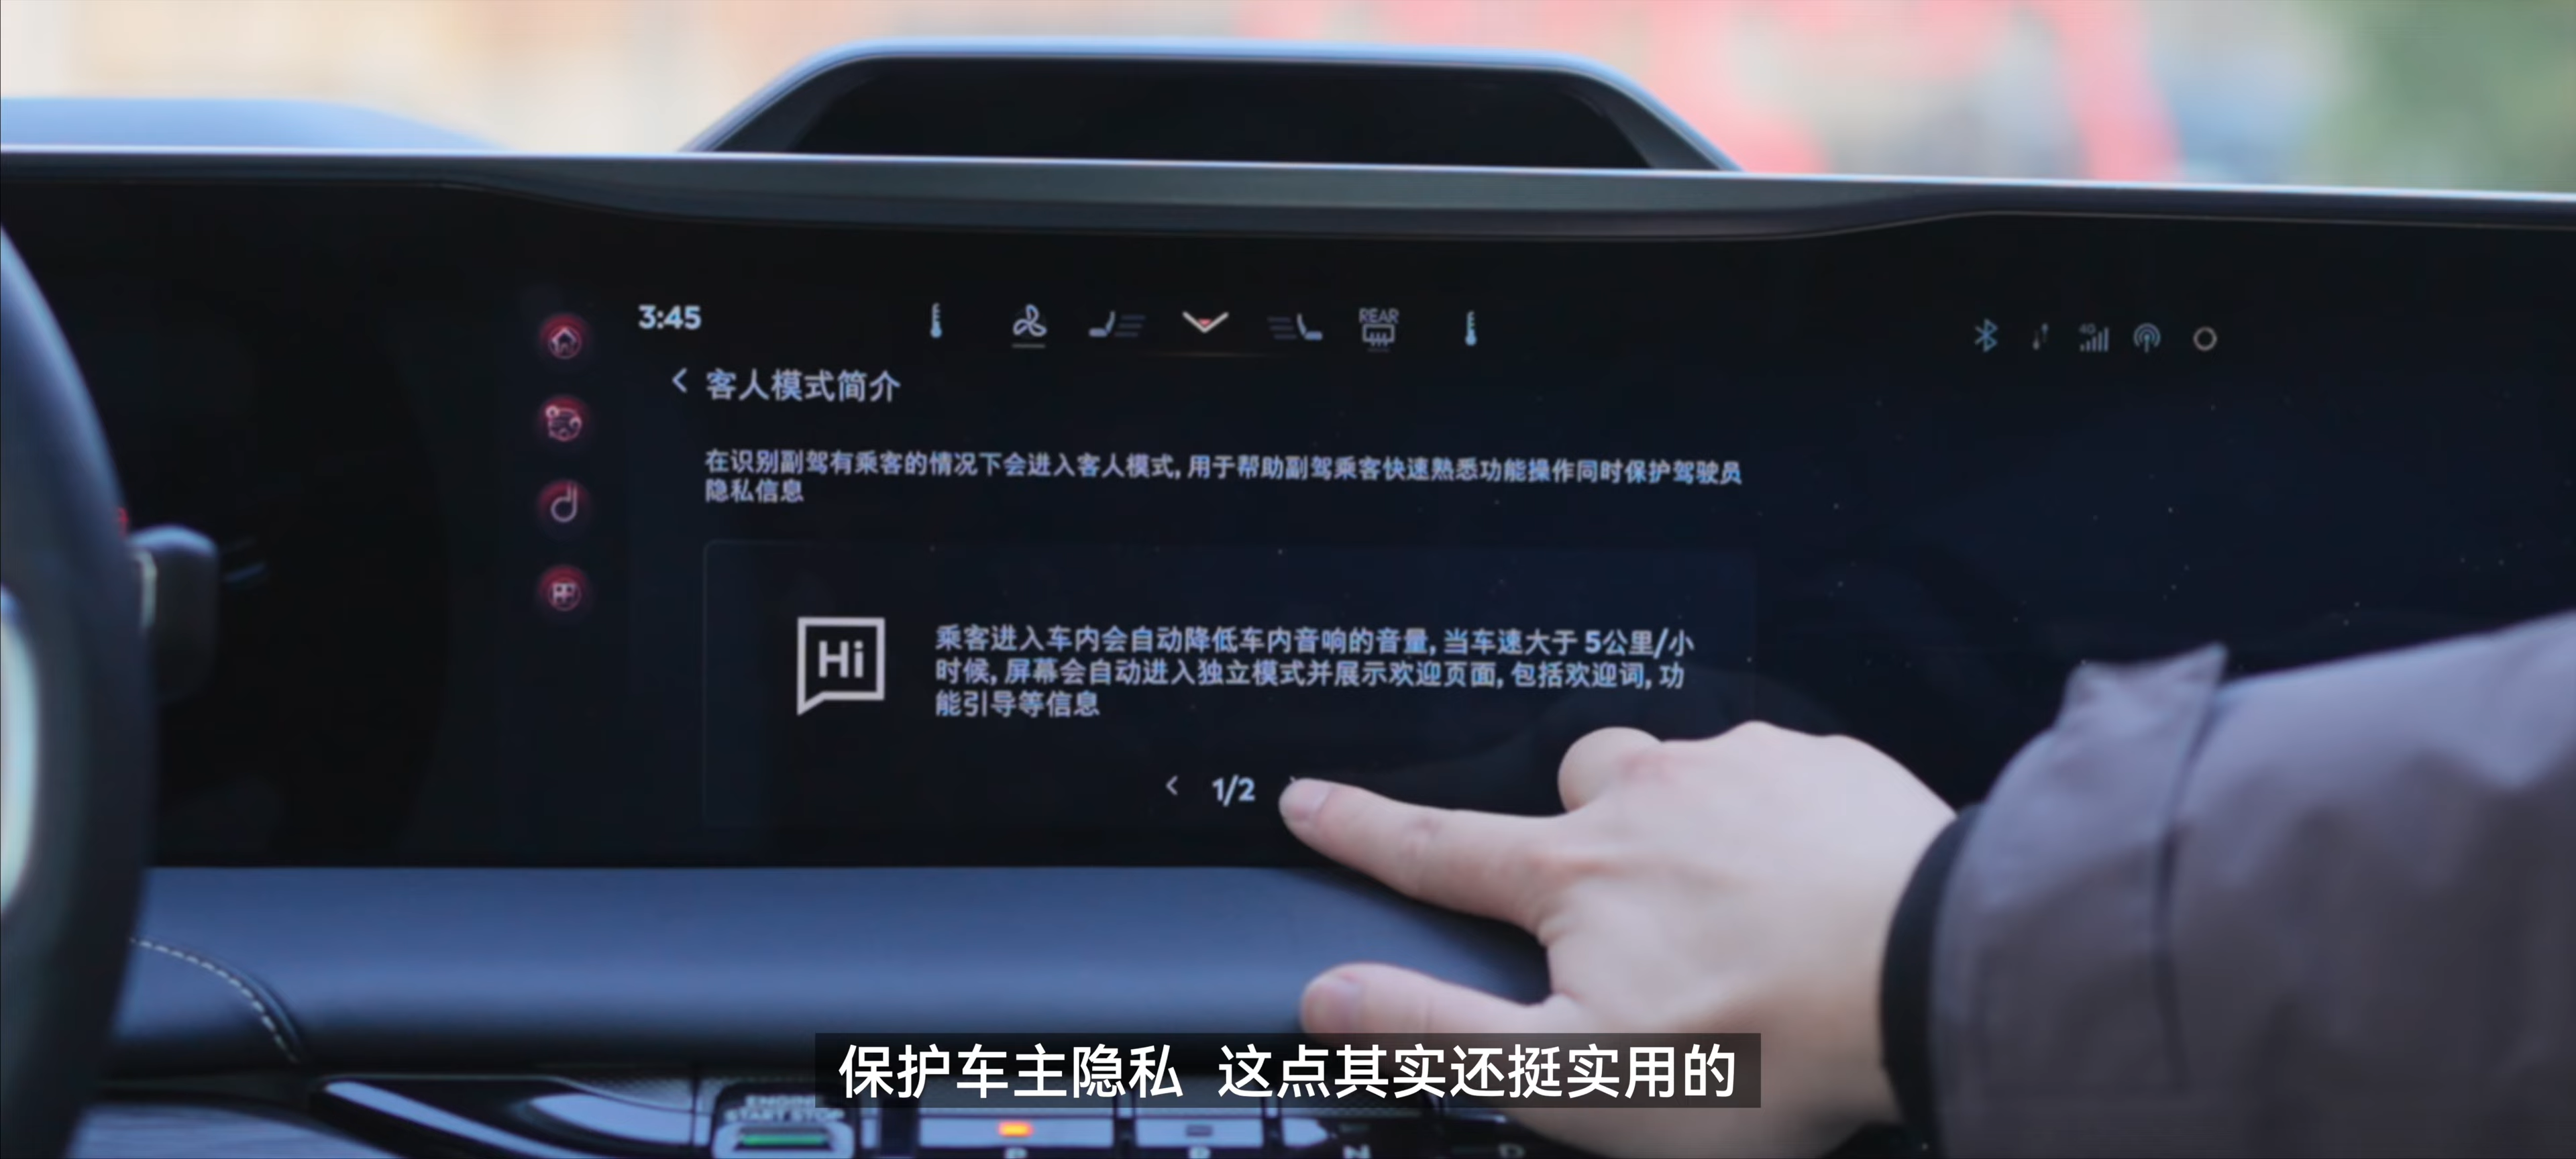 3:45
REAR
4G
客人模式简介
在识别副驾有乘客的情况下会进入客人模式, 用于帮助副驾乘客快速熟悉功能操作同时保护驾驶员
隐私信息
Hi
乘客进入车内会自动降低车内音响的音量, 当车速大于 5公里/小
时候, 屏幕会自动进入独立模式并展示欢迎页面, 包括欢迎词, 功
能引导等信息
1/2
保护车主隐私 这点其实还挺实用的
ENGINE
START STOP
N